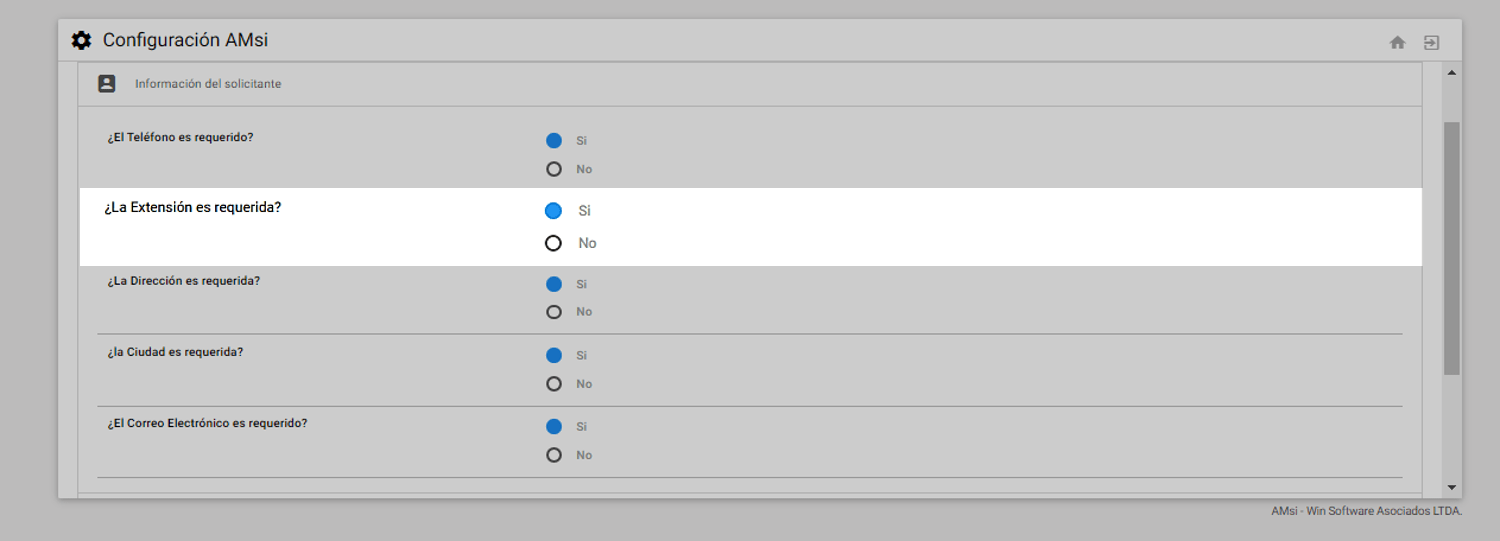 Configuración AMsi
Información del solicitante
¿El Teléfono es requerido?
Si
No
¿La Extensión es requerida?
Si
No
¿La Dirección es requerida?
Si
No
¿la Ciudad es requerida?
Si
No
¿El Correo Electrónico es requerido?
Si
No
AMsi - Win Software Asociados LTDA.